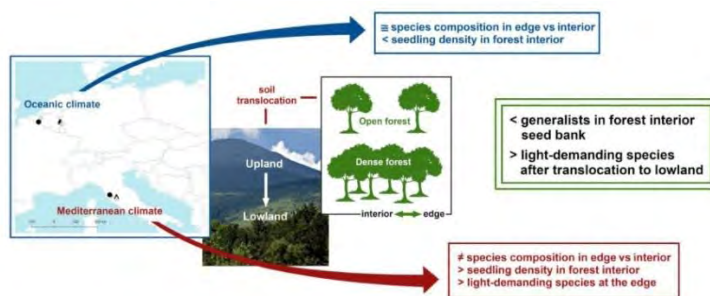 ≅ species composition in edge vs interior
< seedling density in forest interior
Oceanic climate
Mediterranean climate
soil
translocation
Upland
Lowland
Open forest
Dense forest
interior
edge
< generalists in forest interior
seed bank
> light-demanding species
after translocation to lowland
≠ species composition in edge vs interior
> seedling density in forest interior
> light-demanding species at the edge